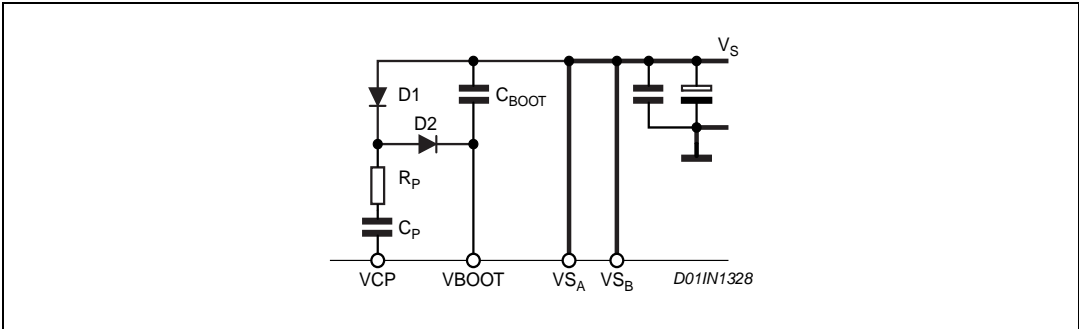 V_S
D1
C_BOOT
D2
R_P
C_P
VCP VBOOT VS_A VS_B D01IN1328